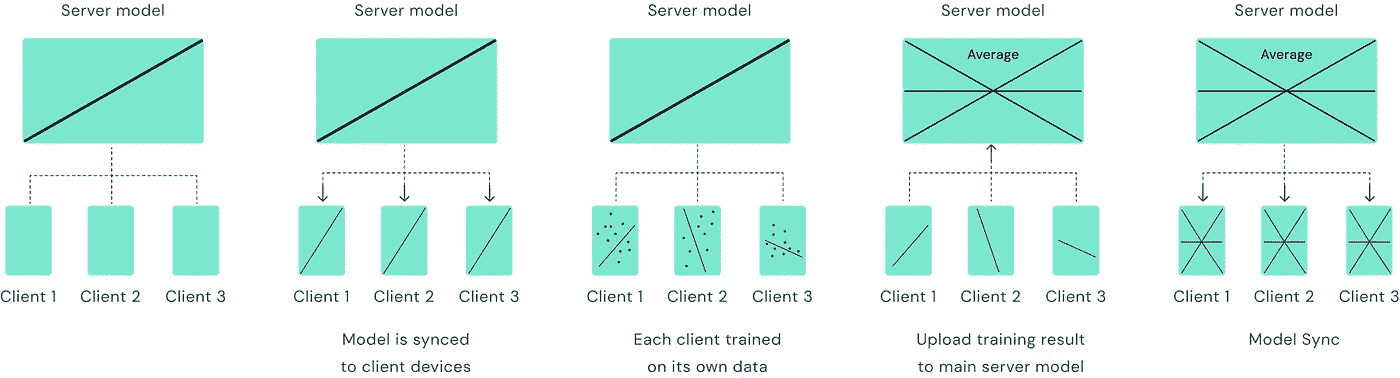 Server model
Server model
Server model
Server model
Server model
Average
Average
Client 1 Client 2 Client 3
Client 1 Client 2 Client 3
Client 1 Client 2 Client 3
Client 1 Client 2 Client 3
Client 1 Client 2 Client 3
Model is synced
to client devices
Each client trained
on its own data
Upload training result
to main server model
Model Sync